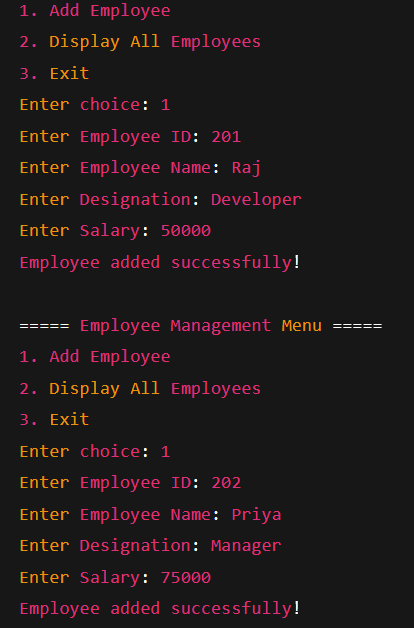 1. Add Employee
2. Display All Employees
3. Exit
Enter choice: 1
Enter Employee ID: 201
Enter Employee Name: Raj
Enter Designation: Developer
Enter Salary: 50000
Employee added successfully!
===== Employee Management Menu =====
1. Add Employee
2. Display All Employees
3. Exit
Enter choice: 1
Enter Employee ID: 202
Enter Employee Name: Priya
Enter Designation: Manager
Enter Salary: 75000
Employee added successfully!